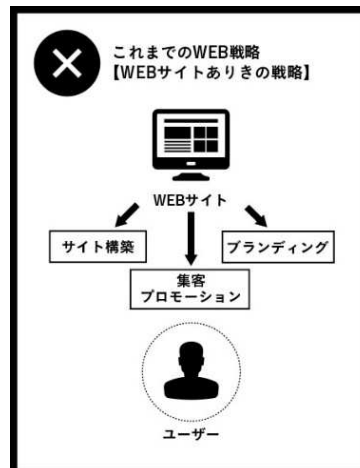 これまでのWEB戦略
【WEBサイトありきの戦略】
WEBサイト
サイト構築
ブランディング
集客
プロモーション
ユーザー